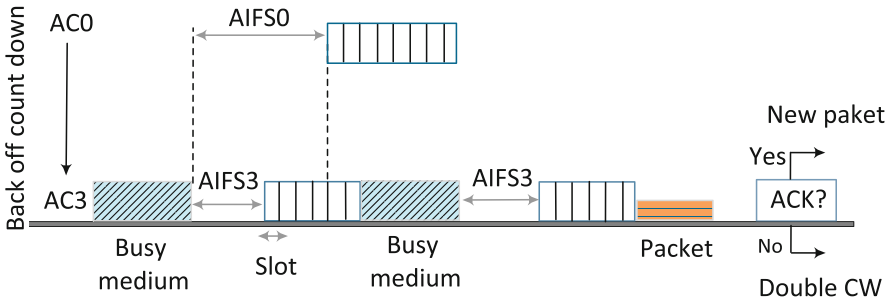 Back off count down
AC0
AIFS0
New paket
Yes
AC3
AIFS3
AIFS3
ACK?
Busy
medium
Slot
Busy
medium
Packet
No
Double CW